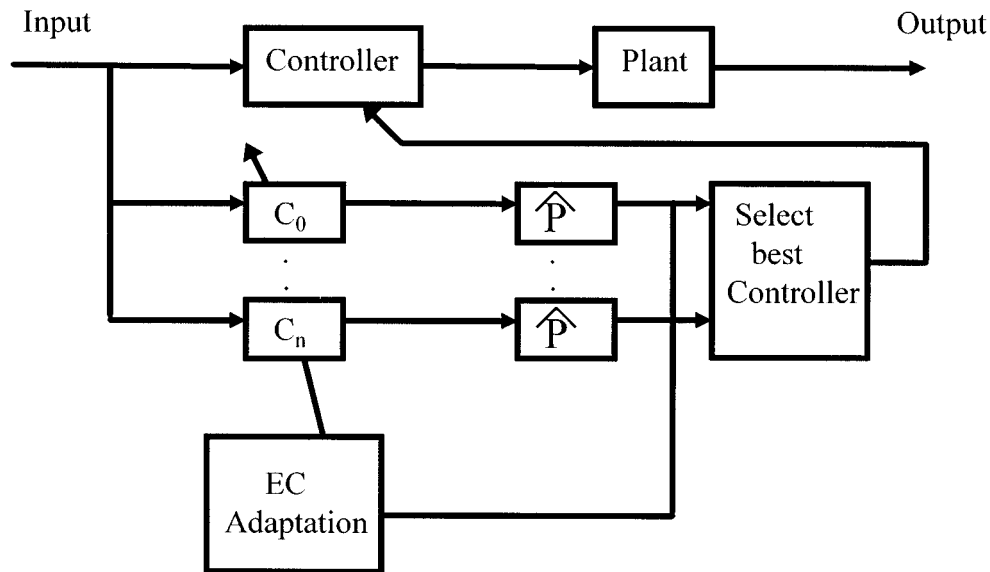 Input
Output
Controller
Plant
C₀
P̂
Select
best
Controller
.
.
.
.
Cₙ
P̂
EC
Adaptation